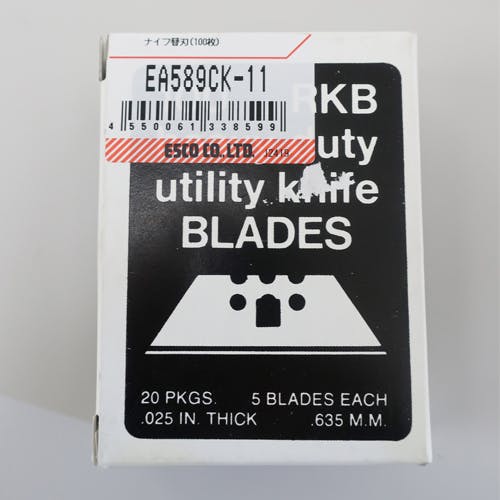 ナイフ替刃(100枚)
EA589CK-11
RKB
4 550061 338599
uty
ESCO CO.,LTD. 12419
utility knife
BLADES
20 PKGS. 5 BLADES EACH
.025 IN. THICK .635 M.M.